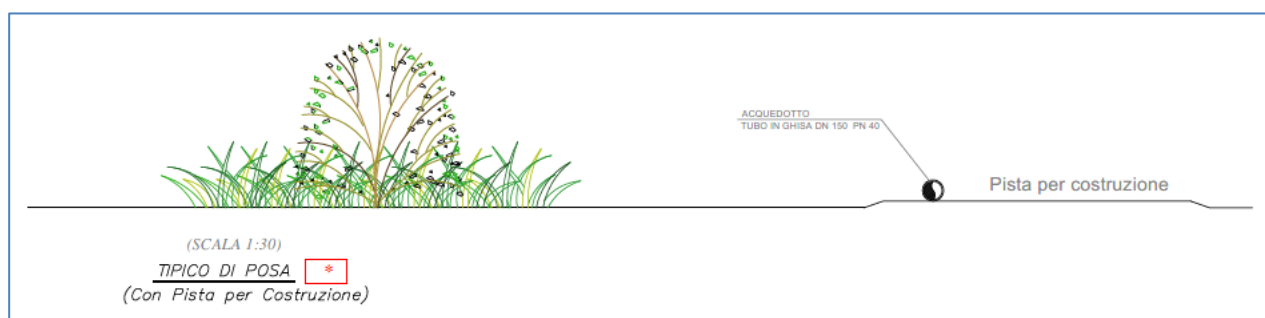 ACQUEDOTTO
TUBO IN GHISA DN 150 PN 40
Pista per costruzione
(SCALA 1:30)
TIPICO DI POSA *
(Con Pista per Costruzione)